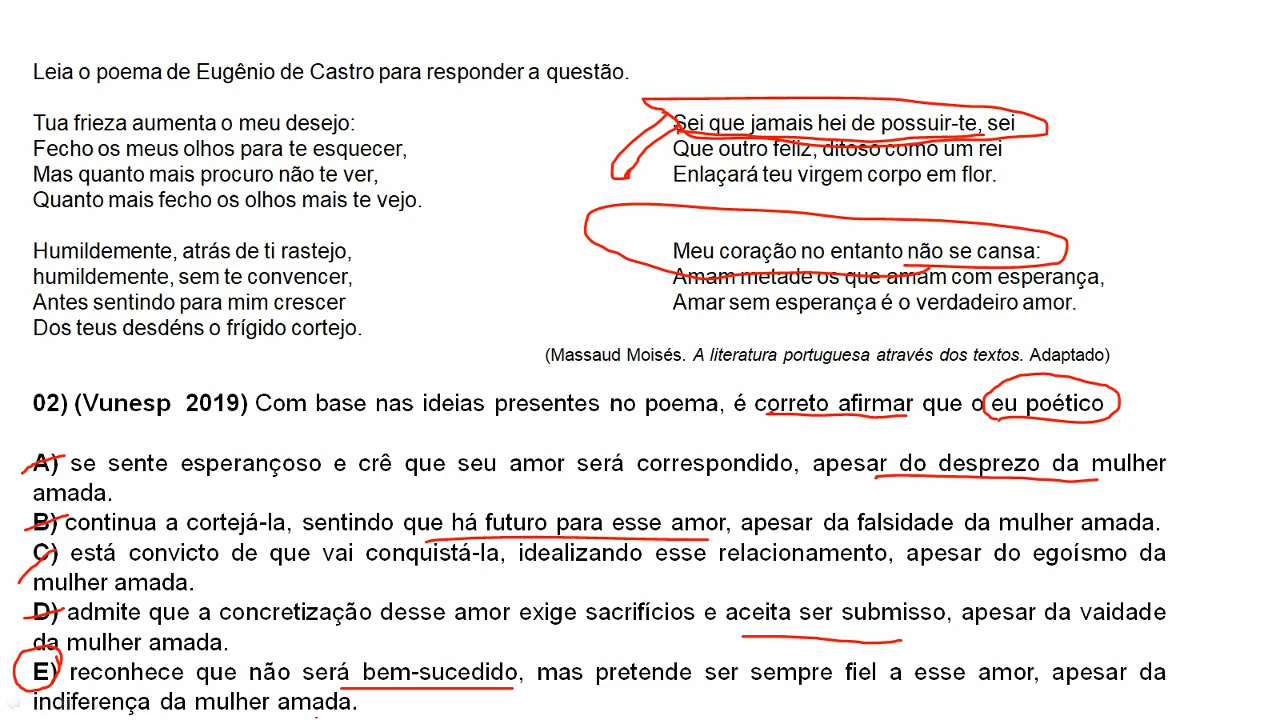 Leia o poema de Eugênio de Castro para responder a questão.
Tua frieza aumenta o meu desejo:
Fecho os meus olhos para te esquecer,
Mas quanto mais procuro não te ver,
Quanto mais fecho os olhos mais te vejo.
Humildemente, atrás de ti rastejo,
humildemente, sem te convencer,
Antes sentindo para mim crescer
Dos teus desdéns o frígido cortejo.
Sei que jamais hei de possuir-te, sei
Que outro feliz, ditoso como um rei
Enlaçará teu virgem corpo em flor.
Meu coração no entanto não se cansa:
Amam metade os que amam com esperança,
Amar sem esperança é o verdadeiro amor.
(Massaud Moisés. A literatura portuguesa através dos textos. Adaptado)
02) (Vunesp 2019) Com base nas ideias presentes no poema, é correto afirmar que o eu poético
A) se sente esperançoso e crê que seu amor será correspondido, apesar do desprezo da mulher
amada.
B) continua a cortejá-la, sentindo que há futuro para esse amor, apesar da falsidade da mulher amada.
C) está convicto de que vai conquistá-la, idealizando esse relacionamento, apesar do egoísmo da
mulher amada.
D) admite que a concretização desse amor exige sacrifícios e aceita ser submisso, apesar da vaidade
da mulher amada.
E) reconhece que não será bem-sucedido, mas pretende ser sempre fiel a esse amor, apesar da
indiferença da mulher amada.